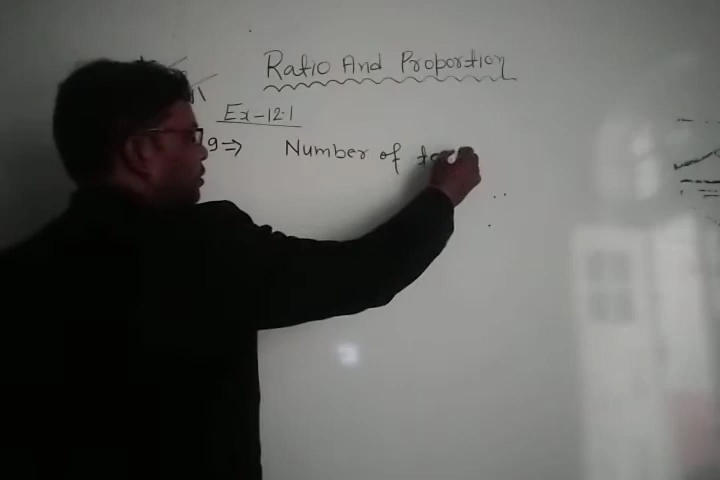 Ratio And Proportion
Ex-12.1
9⇒ Number of